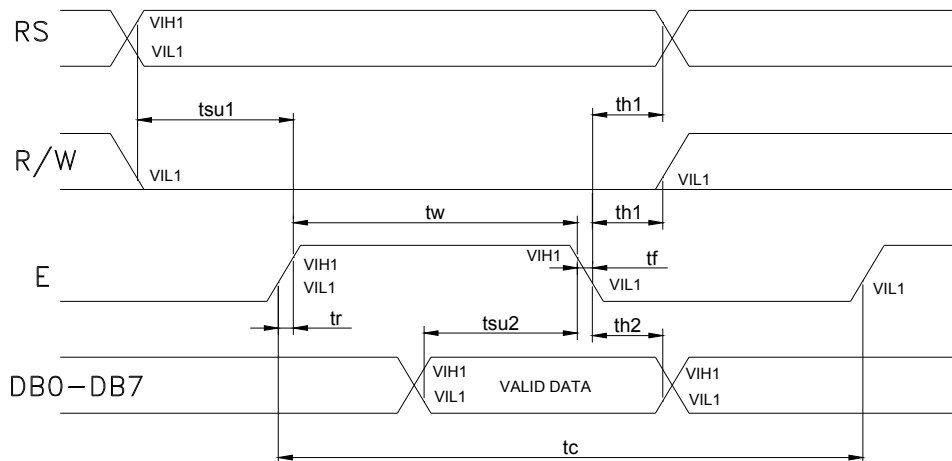 RS
VIH1
VIL1
tsu1
th1
R/W
VIL1
VIL1
tw
th1
E
VIH1
VIL1
VIH1
tf
VIL1
VIL1
tr
tsu2
th2
DB0-DB7
VIH1
VIL1
VALID DATA
VIH1
VIL1
tc